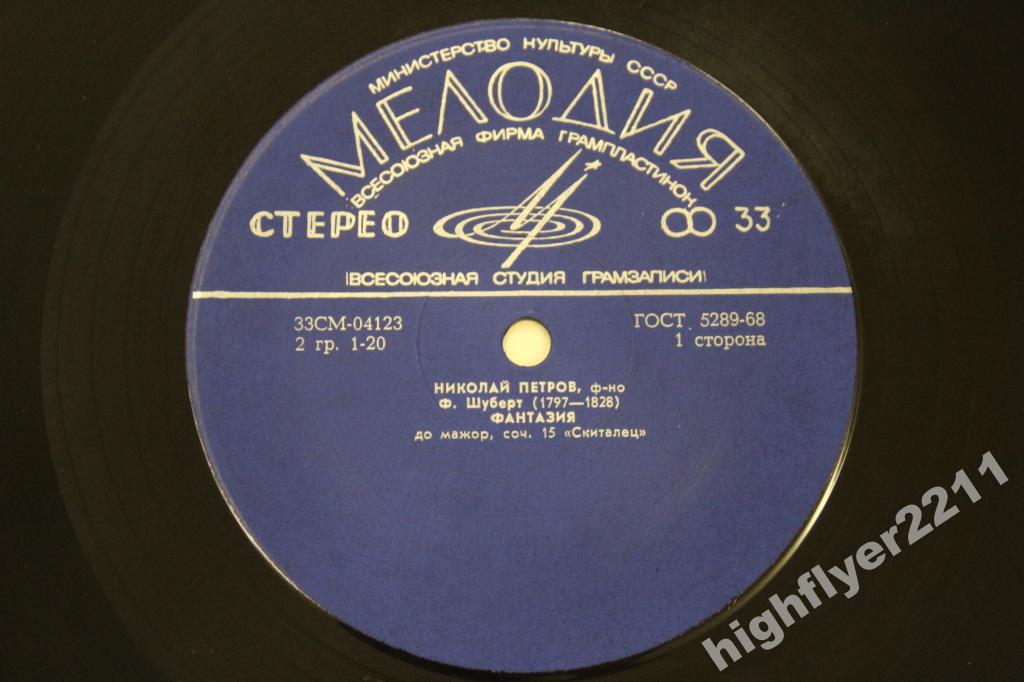 МИНИСТЕРСТВО КУЛЬТУРЫ СССР
МЕЛОДИЯ
ВСЕСОЮЗНАЯ ФИРМА ГРАМПЛАСТИНОК
СТЕРЕО
33
ВСЕСОЮЗНАЯ СТУДИЯ ГРАМЗАПИСИ
33СМ-04123
ГОСТ 5289-68
2 гр. 1-20
1 сторона
НИКОЛАЙ ПЕТРОВ, ф-но
Ф. Шуберт (1797—1828)
ФАНТАЗИЯ
до мажор, соч. 15 «Скиталец»
highflyer2211